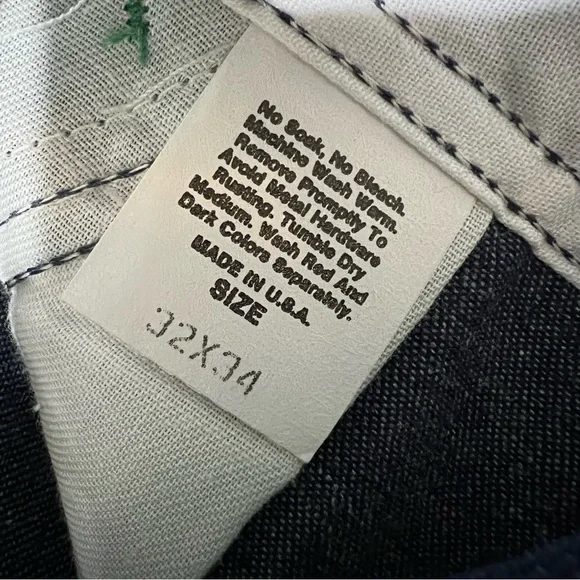 No Soak, No Bleach.
Machine Wash Warm.
Remove Promptly To
Avoid Metal Hardware
Rusting. Tumble Dry
Medium. Wash Red And
Dark Colors Separately.
MADE IN U.S.A.
SIZE
32X34